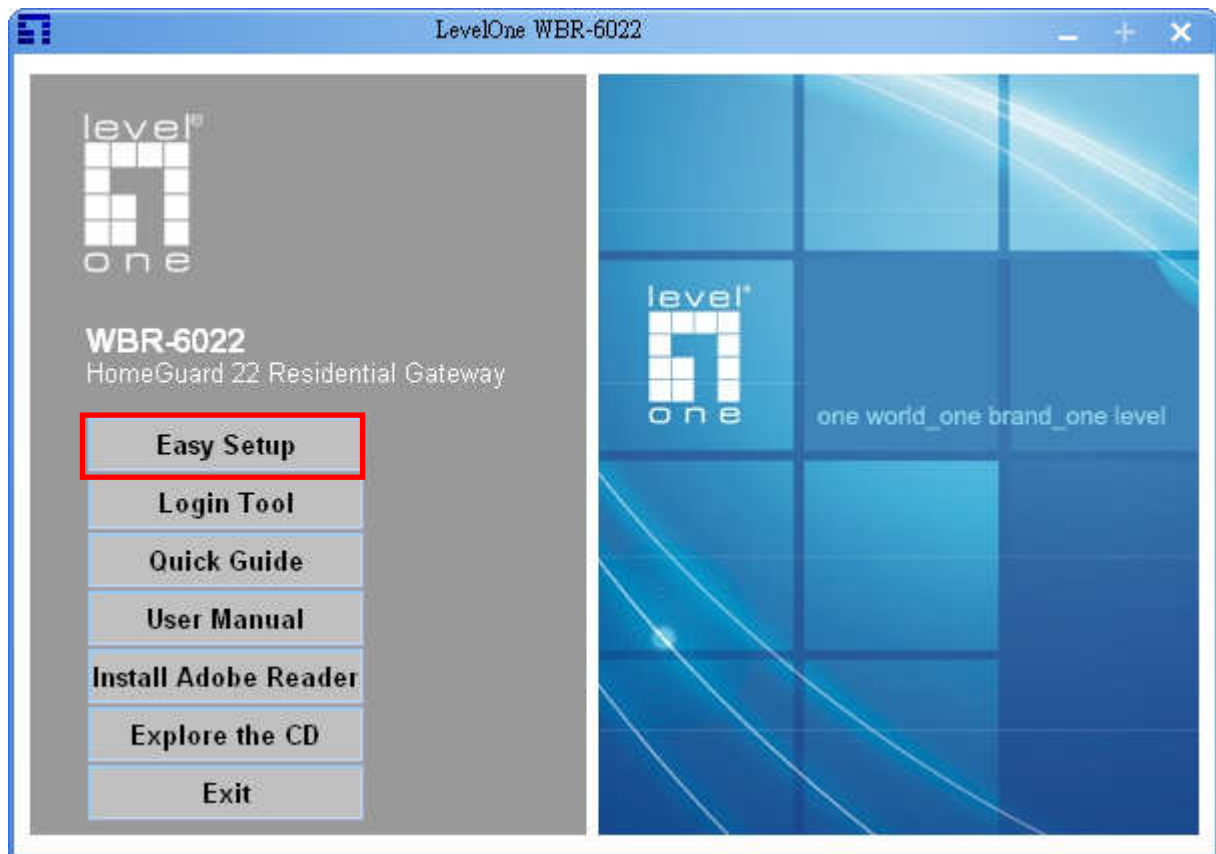 LevelOne WBR-6022
level®
one
WBR-6022
HomeGuard 22 Residential Gateway
Easy Setup
Login Tool
Quick Guide
User Manual
Install Adobe Reader
Explore the CD
Exit
level®
one
one world_one brand_one level